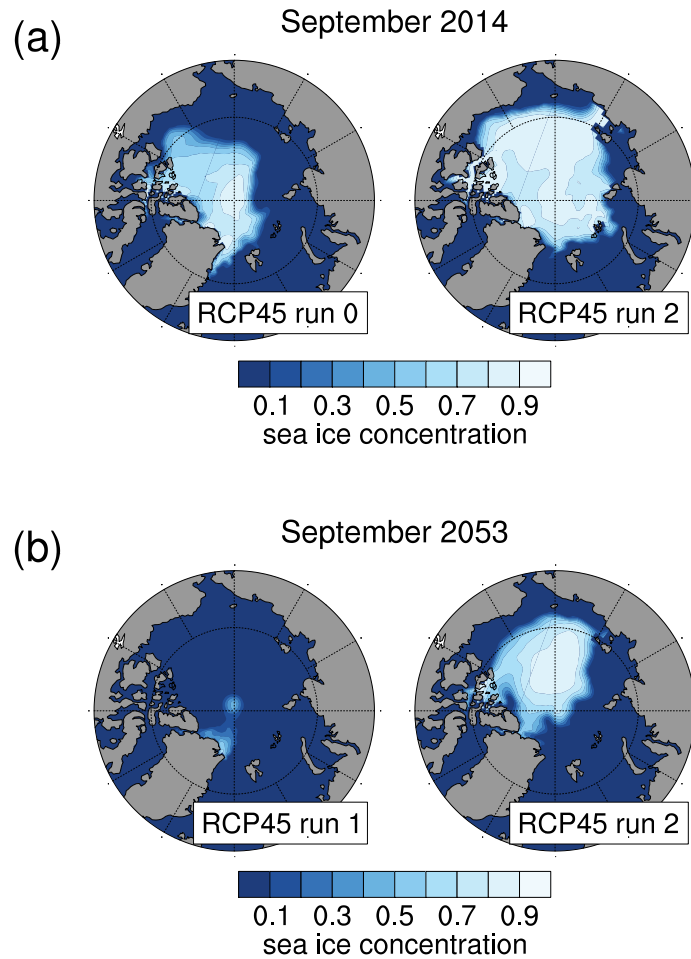 (a)
September 2014
RCP45 run 0
RCP45 run 2
0.1 0.3 0.5 0.7 0.9
sea ice concentration
(b)
September 2053
RCP45 run 1
RCP45 run 2
0.1 0.3 0.5 0.7 0.9
sea ice concentration